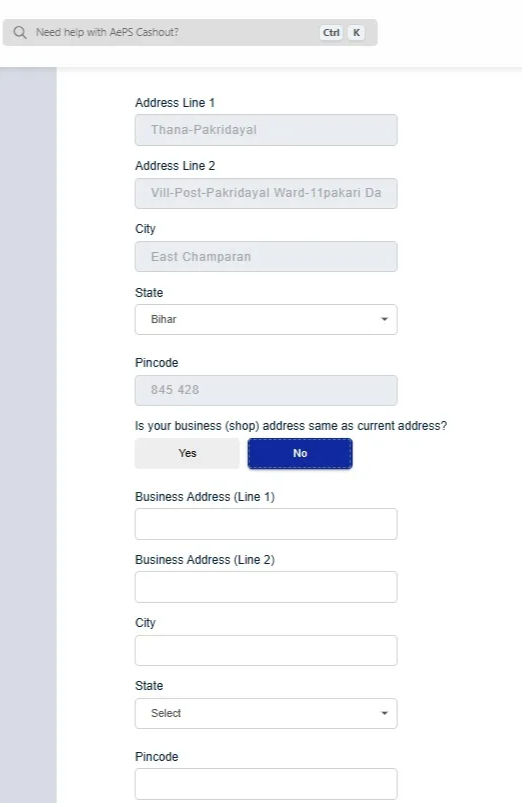 Need help with AePS Cashout? Ctrl K
Address Line 1
Thana-Pakridayal
Address Line 2
Vill-Post-Pakridayal Ward-11pakari Da
City
East Champaran
State
Bihar
Pincode
845 428
Is your business (shop) address same as current address?
Yes No
Business Address (Line 1)
Business Address (Line 2)
City
State
Select
Pincode